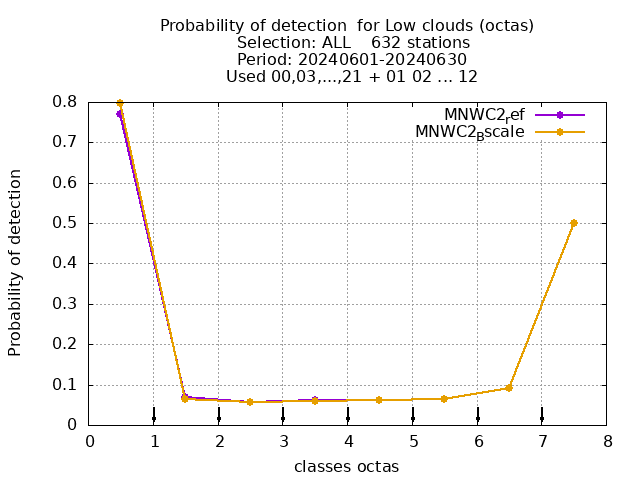 Probability of detection  for Low clouds (octas)
Selection: ALL    632 stations
Period: 20240601-20240630
Used 00,03,...,21 + 01 02 ... 12
MNWC2ref
MNWC2Bscale
0.8
0.7
0.6
0.5
0.4
0.3
0.2
0.1
0
Probability of detection
0 1 2 3 4 5 6 7 8
classes octas